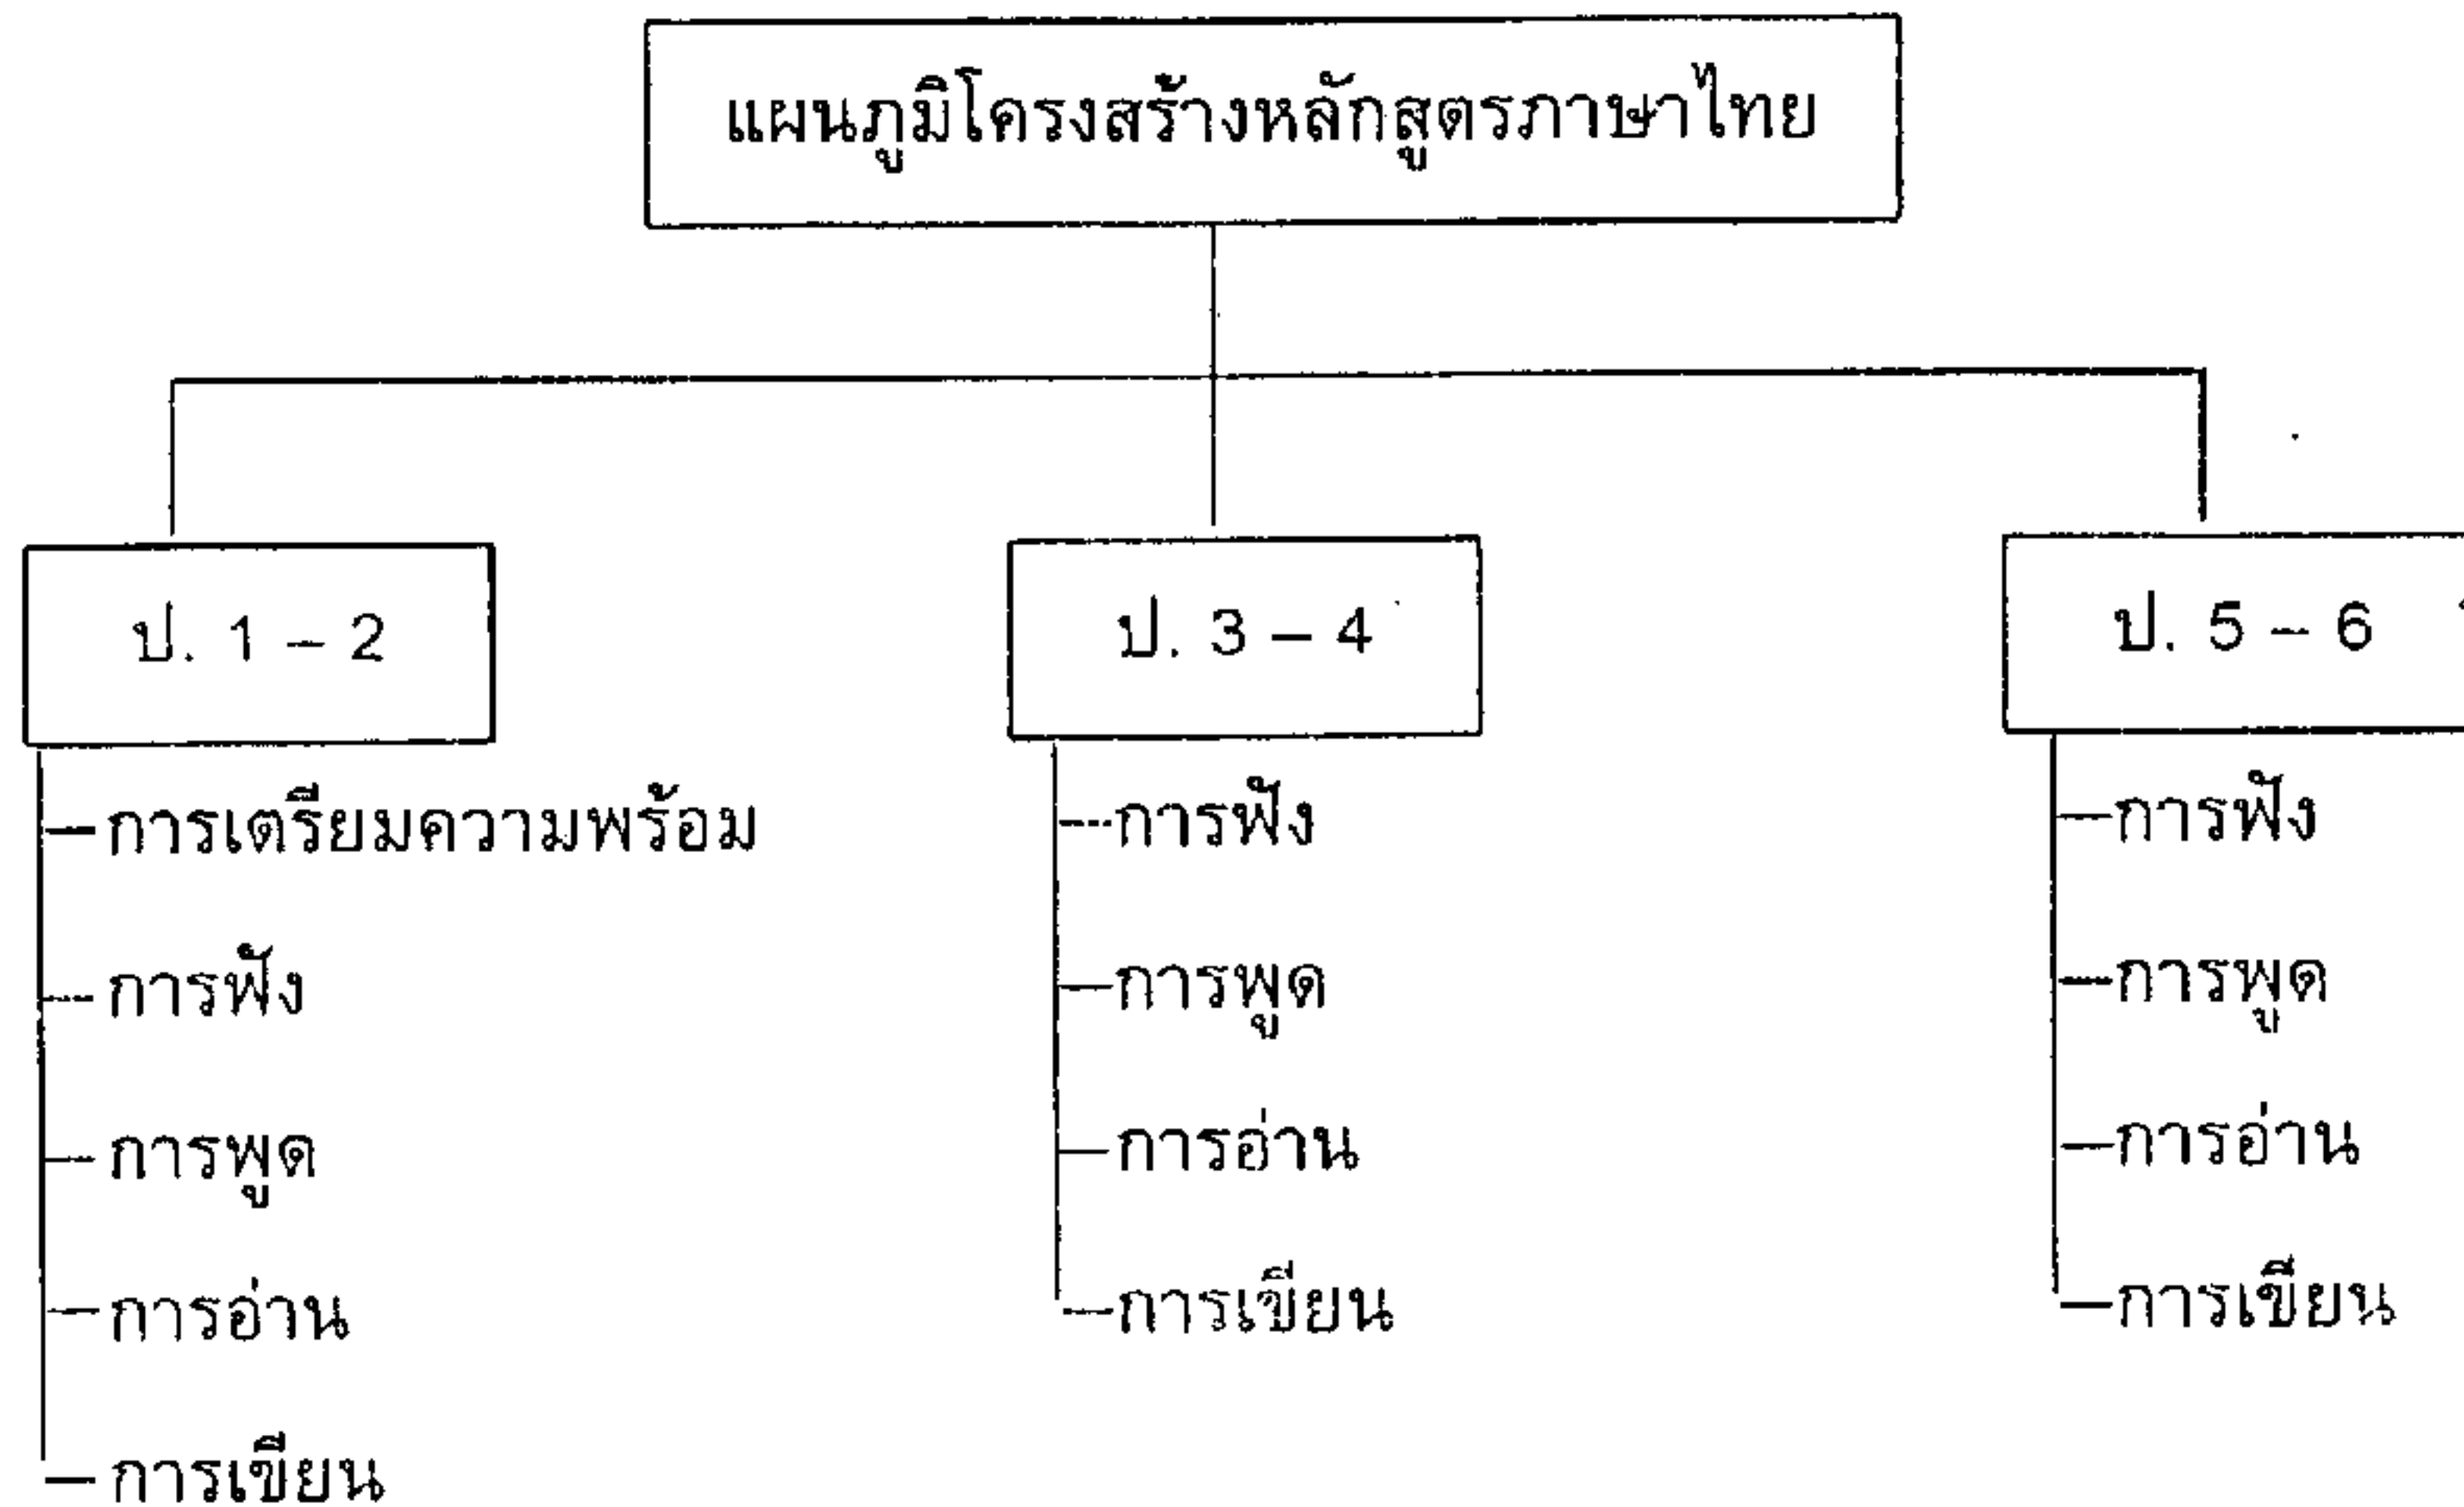 แผนภูมิโครงสร้างหลักสูตรภาษาไทย
ป. 1 – 2
การเตรียมความพร้อม
การฟัง
การพูด
การอ่าน
การเขียน
ป. 3 – 4
การฟัง
การพูด
การอ่าน
การเขียน
ป. 5 – 6
การฟัง
การพูด
การอ่าน
การเขียน